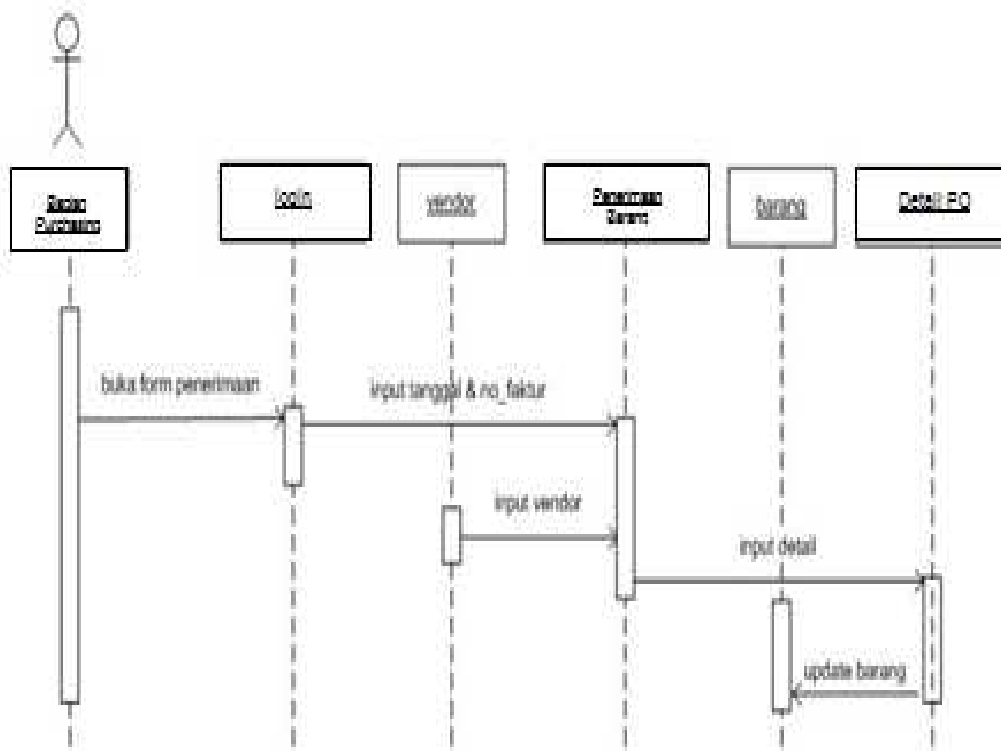 Bagian
Purchasing
login
vendor
Penerimaan
Barang
barang
Detail PO
buka form penerimaan
input tanggal & no_faktur
input vendor
input detail
update barang